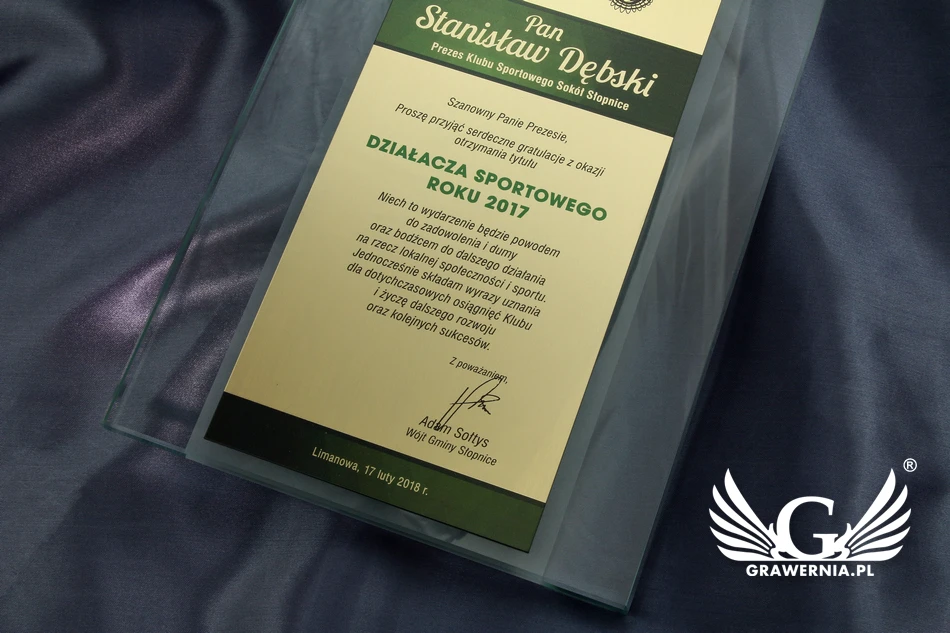 Pan
Stanisław Dębski
Prezes Klubu Sportowego Sokół Słopnice
Szanowny Panie Prezesie,
Proszę przyjąć serdeczne gratulacje z okazji
otrzymania tytułu
DZIAŁACZA SPORTOWEGO
ROKU 2017
Niech to wydarzenie będzie powodem
do zadowolenia i dumy
oraz bodźcem do dalszego działania
na rzecz lokalnej społeczności i sportu.
Jednocześnie składam wyrazy uznania
dla dotychczasowych osiągnięć Klubu
i życzę dalszego rozwoju
oraz kolejnych sukcesów.
Z poważaniem,
Adam Sołtys
Wójt Gminy Słopnice
Limanowa, 17 luty 2018 r.
G
®
GRAWERNIA.PL